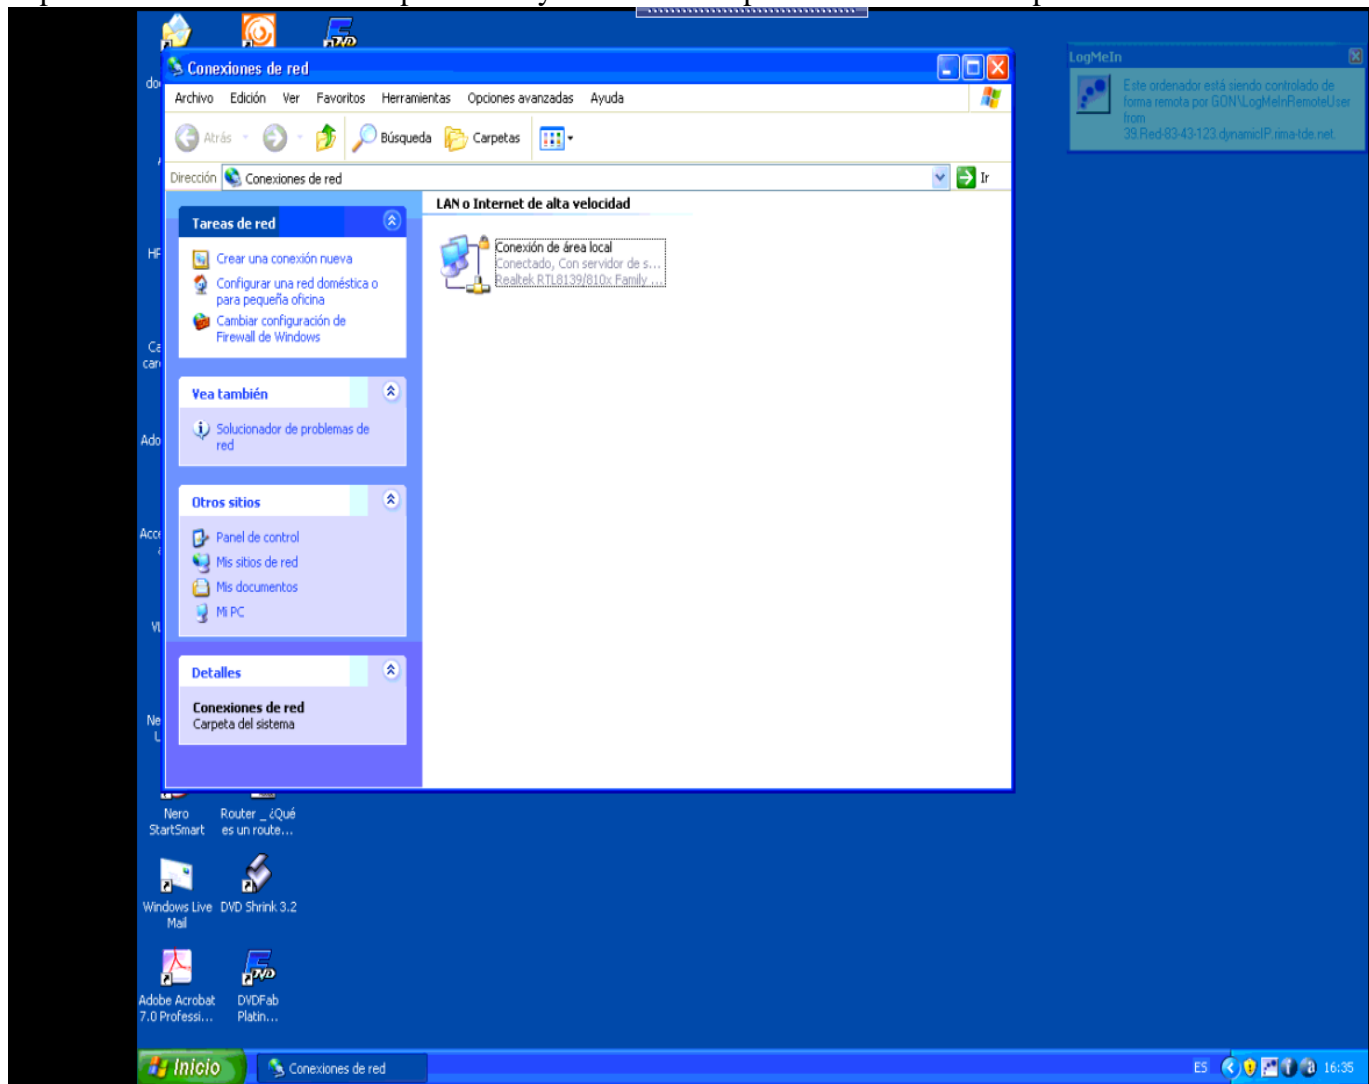 Conexiones de red
Archivo Edición Ver Favoritos Herramientas Opciones avanzadas Ayuda
Atrás Búsqueda Carpetas
Dirección Conexiones de red Ir
Tareas de red
Crear una conexión nueva
Configurar una red doméstica o
para pequeña oficina
Cambiar configuración de
Firewall de Windows
Vea también
Solucionador de problemas de
red
Otros sitios
Panel de control
Mis sitios de red
Mis documentos
Mi PC
Detalles
Conexiones de red
Carpeta del sistema
LAN o Internet de alta velocidad
Conexión de área local
Conectado, Con servidor de s...
Realtek RTL8139/810x Family ...
LogMeIn
Este ordenador está siendo controlado de
forma remota por GON\LogMeInRemoteUser
from
39.Red-83-43-123.dynamicIP.rima-tde.net.
Nero
StartSmart
Router _ ¿Qué
es un route...
Windows Live
Mail
DVD Shrink 3.2
Adobe Acrobat
7.0 Professi...
DVDFab
Platin...
Inicio Conexiones de red ES 16:35